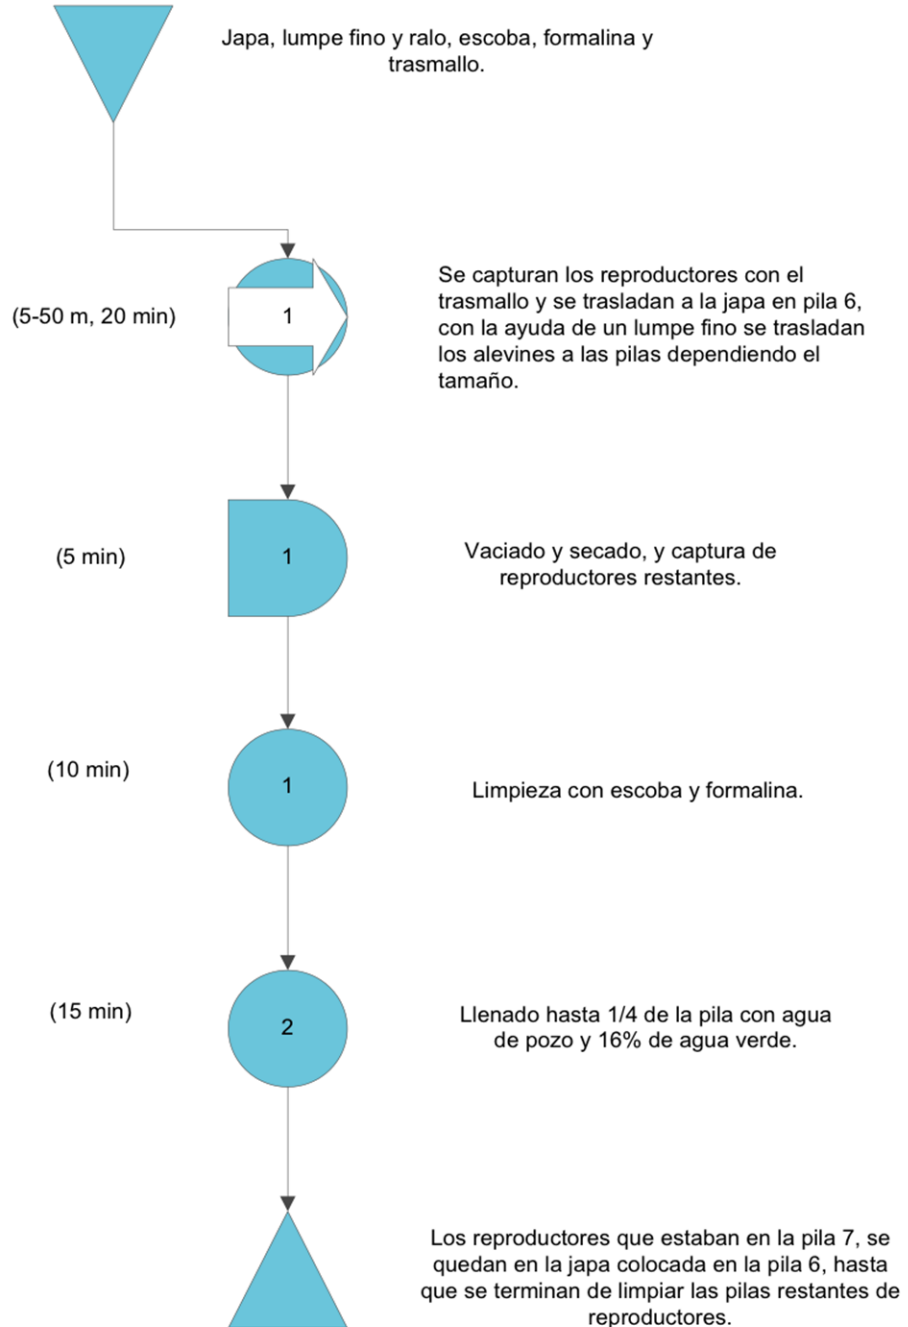 Japa, lumpe fino y ralo, escoba, formalina y
trasmallo.
(5-50 m, 20 min)
1
Se capturan los reproductores con el
trasmallo y se trasladan a la japa en pila 6,
con la ayuda de un lumpe fino se trasladan
los alevines a las pilas dependiendo el
tamaño.
(5 min)
1
Vaciado y secado, y captura de
reproductores restantes.
(10 min)
1
Limpieza con escoba y formalina.
(15 min)
2
Llenado hasta 1/4 de la pila con agua
de pozo y 16% de agua verde.
Los reproductores que estaban en la pila 7, se
quedan en la japa colocada en la pila 6, hasta
que se terminan de limpiar las pilas restantes de
reproductores.